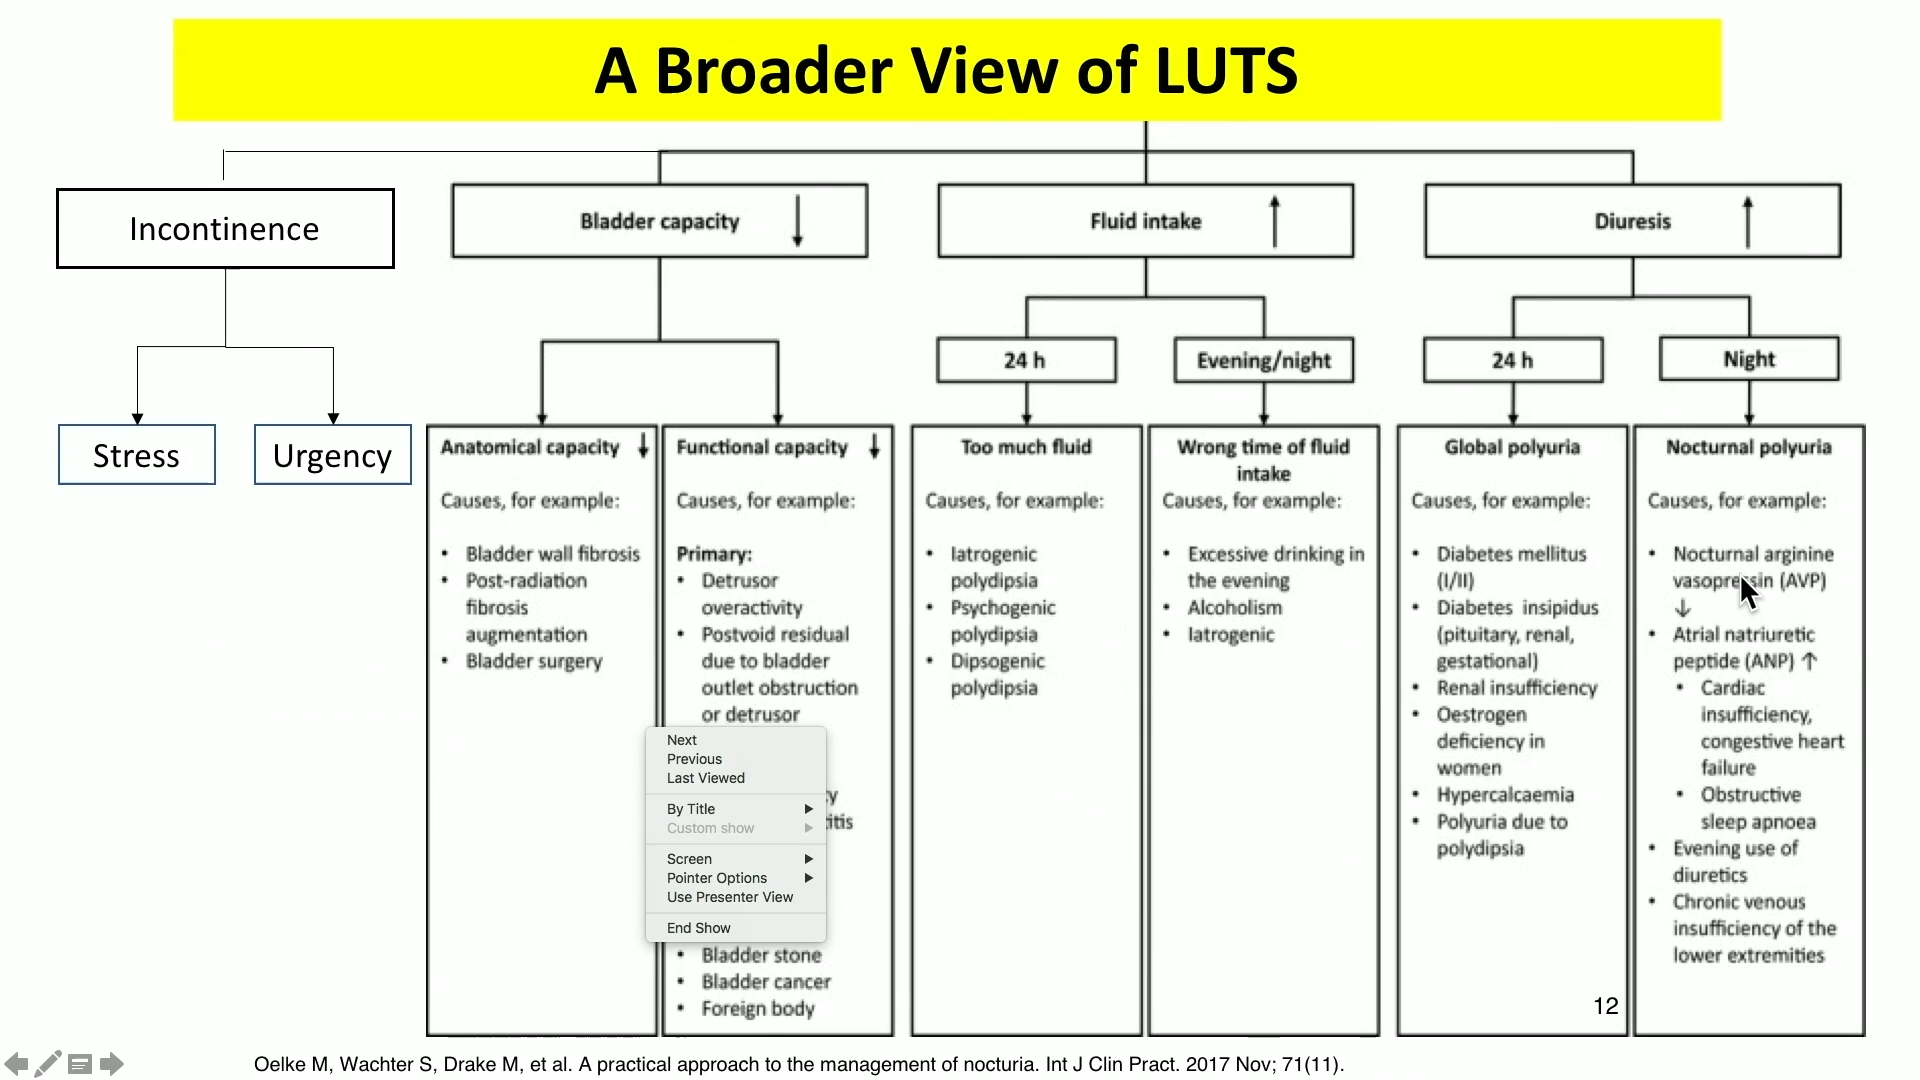 A Broader View of LUTS
Incontinence
Stress
Urgency
Bladder capacity ↓
Fluid intake ↑
Diuresis ↑
24 h
Evening/night
24 h
Night
Anatomical capacity ↓
Causes, for example:
• Bladder wall fibrosis
• Post-radiation
fibrosis
augmentation
• Bladder surgery
Functional capacity ↓
Causes, for example:
Primary:
• Detrusor
overactivity
• Postvoid residual
due to bladder
outlet obstruction
or detrusor
• Bladder stone
• Bladder cancer
• Foreign body
Next
Previous
Last Viewed
By Title
Custom show
Screen
Pointer Options
Use Presenter View
End Show
Too much fluid
Causes, for example:
• Iatrogenic
polydipsia
• Psychogenic
polydipsia
• Dipsogenic
polydipsia
Wrong time of fluid
intake
Causes, for example:
• Excessive drinking in
the evening
• Alcoholism
• Iatrogenic
Global polyuria
Causes, for example:
• Diabetes mellitus
(I/II)
• Diabetes insipidus
(pituitary, renal,
gestational)
• Renal insufficiency
• Oestrogen
deficiency in
women
• Hypercalcaemia
• Polyuria due to
polydipsia
12
Nocturnal polyuria
Causes, for example:
• Nocturnal arginine
vasopressin (AVP)
↓
• Atrial natriuretic
peptide (ANP) ↑
• Cardiac
insufficiency,
congestive heart
failure
• Obstructive
sleep apnoea
• Evening use of
diuretics
• Chronic venous
insufficiency of the
lower extremities
Oelke M, Wachter S, Drake M, et al. A practical approach to the management of nocturia. Int J Clin Pract. 2017 Nov; 71(11).